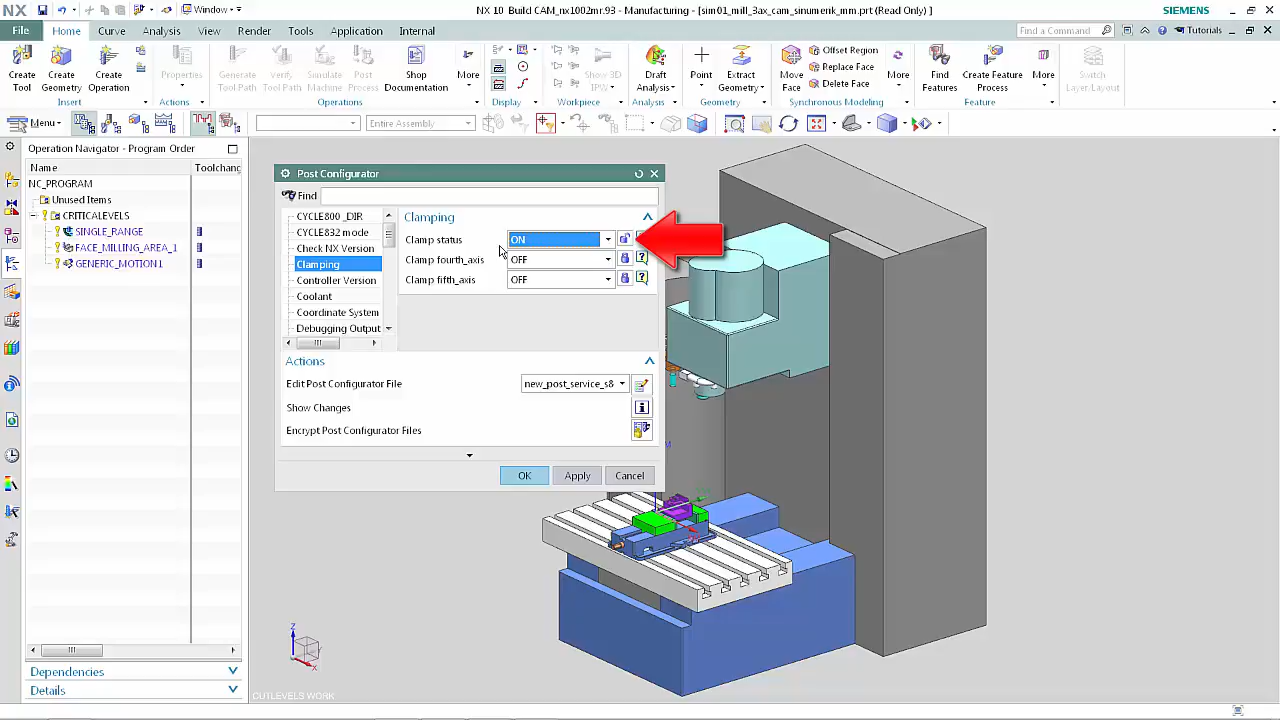 NX
Window
NX 10 Build CAM_nx1002mr.93 - Manufacturing - [sim01_mill_3ax_cam_sinumerik_mm.prt (Read Only) ]
SIEMENS
File
Home
Curve
Analysis
View
Render
Tools
Application
Internal
Find a Command
Tutorials
Create Tool
Create Geometry
Create Operation
Properties
Generate Tool Path
Verify Tool Path
Simulate Machine
Post Process
Shop Documentation
More
Show 3D IPW
Draft Analysis
Point
Extract Geometry
Move Face
Offset Region
Replace Face
Delete Face
More
Find Features
Create Feature Process
More
Switch Layer/Layout
Insert
Actions
Operations
Display
Workpiece
Analysis
Geometry
Synchronous Modeling
Feature
Menu
Entire Assembly
Operation Navigator - Program Order
Name
Toolchang
NC_PROGRAM
Unused Items
CRITICALEVELS
SINGLE_RANGE
FACE_MILLING_AREA_1
GENERIC_MOTION1
Dependencies
Details
Post Configurator
Find
CYCLE800 _DIR
CYCLE832 mode
Check NX Version
Clamping
Controller Version
Coolant
Coordinate System
Debugging Output
Clamping
Clamp status
ON
Clamp fourth_axis
OFF
Clamp fifth_axis
OFF
Actions
Edit Post Configurator File
new_post_service_s8
Show Changes
Encrypt Post Configurator Files
OK
Apply
Cancel
Z
X
CUTLEVELS WORK